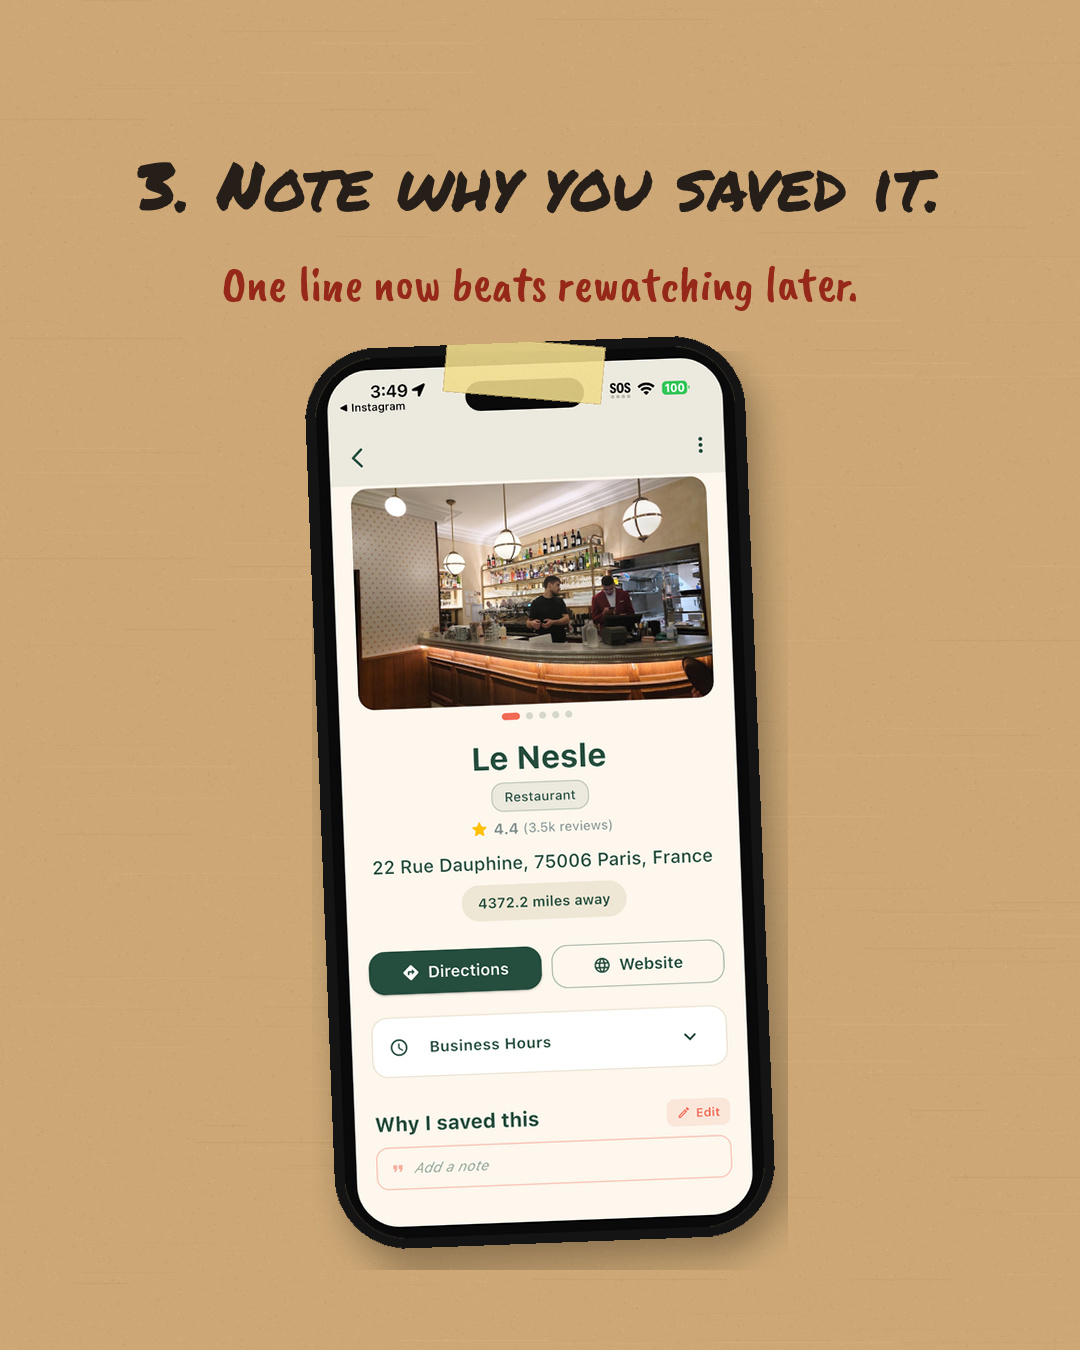 3. Note why you saved it.
One line now beats rewatching later.
3:49
SOS
100
◀ Instagram
Le Nesle
Restaurant
4.4 (3.5k reviews)
22 Rue Dauphine, 75006 Paris, France
4372.2 miles away
Directions
Website
Business Hours
Why I saved this
Edit
Add a note